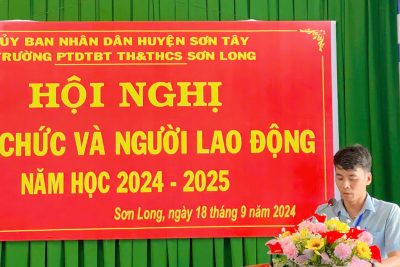 ỦY BAN NHÂN DÂN HUYỆN SƠN TÂY
TRƯỜNG PTDTBT TH&THCS SƠN LONG
HỘI NGHỊ
CHỨC VÀ NGƯỜI LAO ĐỘNG
NĂM HỌC 2024 - 2025
Sơn Long, ngày 18 tháng 9 năm 2024